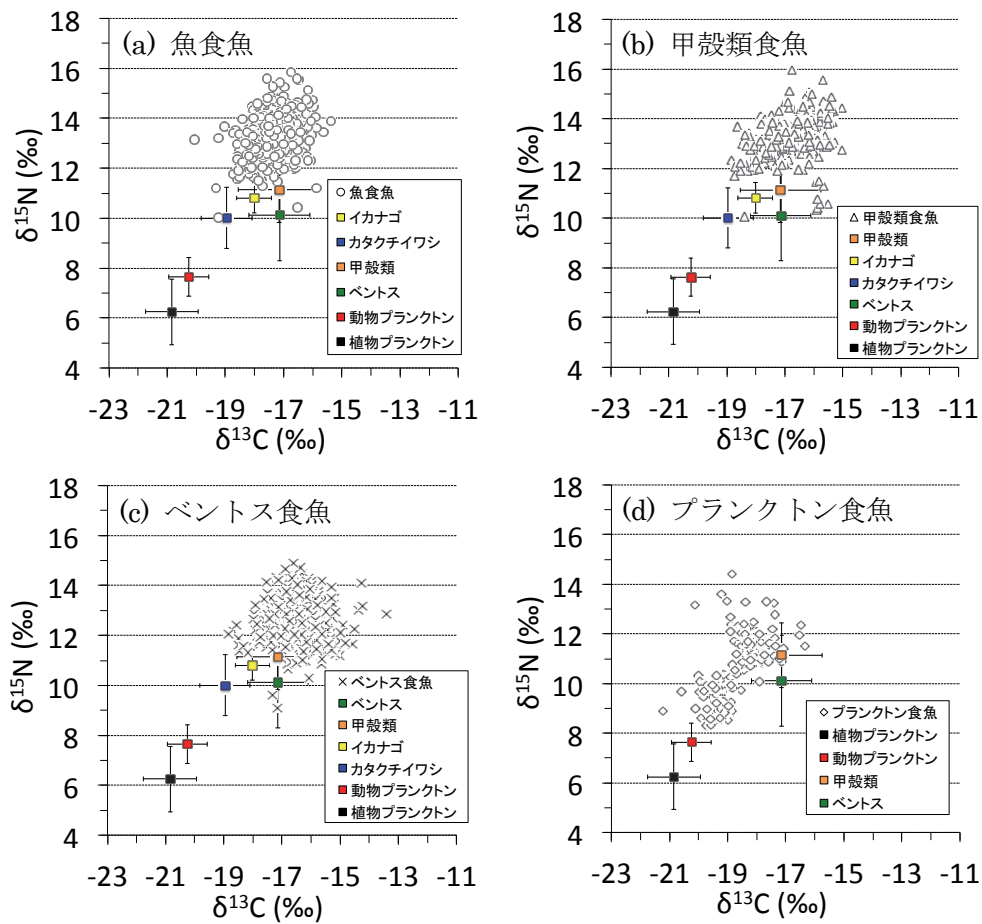 (a) 魚食魚
18
16
14
12
10
8
6
4
δ¹⁵N (‰)
-23 -21 -19 -17 -15 -13 -11
δ¹³C (‰)
魚食魚
イカナゴ
カタクチイワシ
甲殻類
ベントス
動物プランクトン
植物プランクトン
(b) 甲殻類食魚
18
16
14
12
10
8
6
4
δ¹⁵N (‰)
-23 -21 -19 -17 -15 -13 -11
δ¹³C (‰)
甲殻類食魚
甲殻類
イカナゴ
カタクチイワシ
ベントス
動物プランクトン
植物プランクトン
(c) ベントス食魚
18
16
14
12
10
8
6
4
δ¹⁵N (‰)
-23 -21 -19 -17 -15 -13 -11
δ¹³C (‰)
ベントス食魚
ベントス
甲殻類
イカナゴ
カタクチイワシ
動物プランクトン
植物プランクトン
(d) プランクトン食魚
18
16
14
12
10
8
6
4
δ¹⁵N (‰)
-23 -21 -19 -17 -15 -13 -11
δ¹³C (‰)
プランクトン食魚
植物プランクトン
動物プランクトン
甲殻類
ベントス